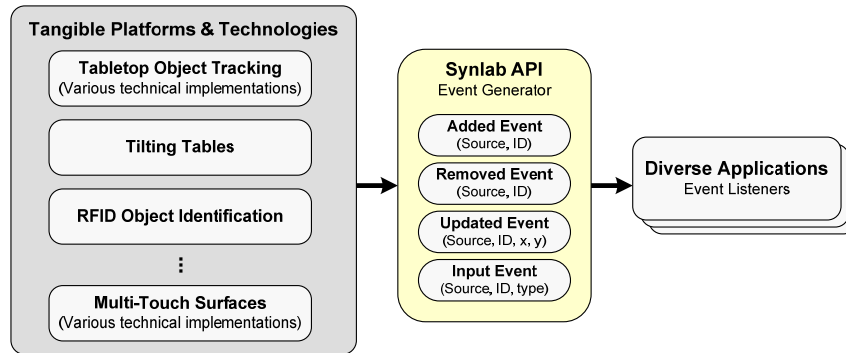 Tangible Platforms & Technologies
Tabletop Object Tracking
(Various technical implementations)
Tilting Tables
RFID Object Identification
⋮
Multi-Touch Surfaces
(Various technical implementations)
Synlab API
Event Generator
Added Event
(Source, ID)
Removed Event
(Source, ID)
Updated Event
(Source, ID, x, y)
Input Event
(Source, ID, type)
Diverse Applications
Event Listeners